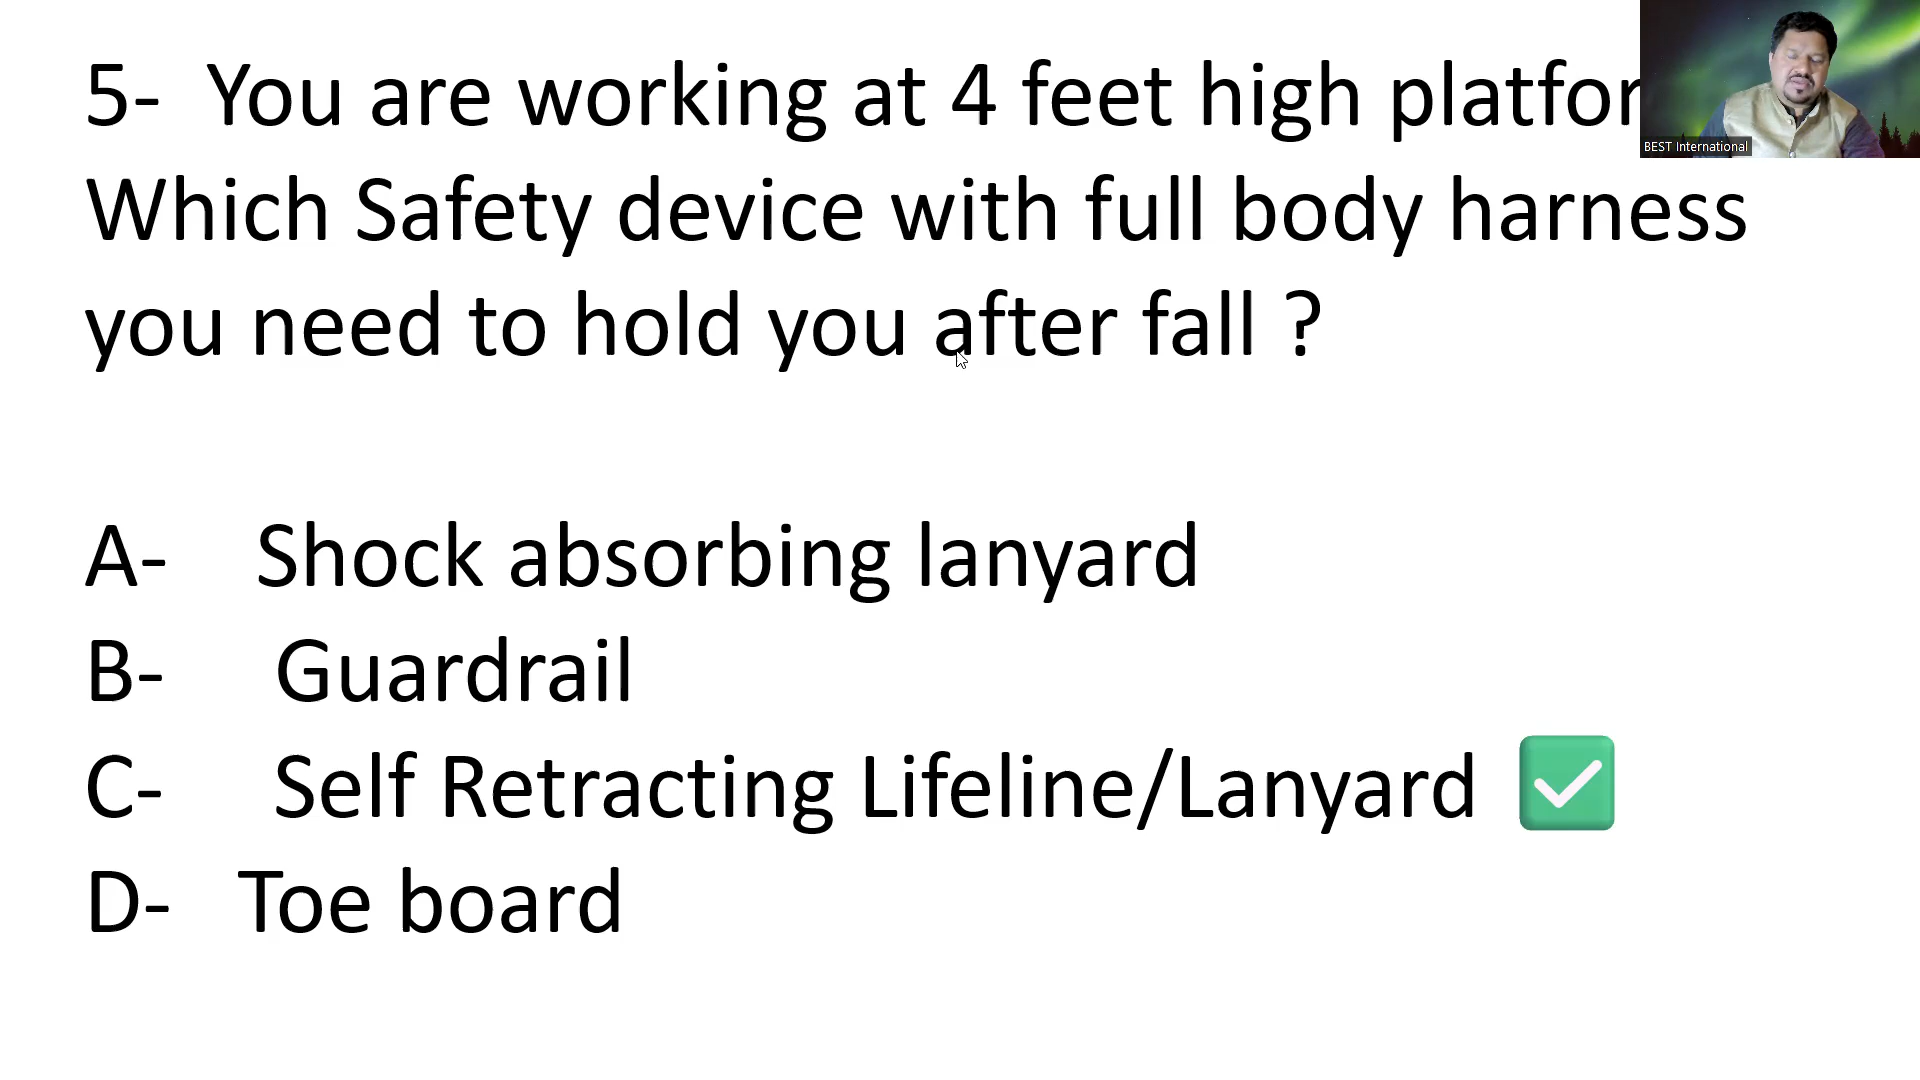 5- You are working at 4 feet high platfor
Which Safety device with full body harness
you need to hold you after fall ?
A- Shock absorbing lanyard
B- Guardrail
C- Self Retracting Lifeline/Lanyard
D- Toe board
BEST International